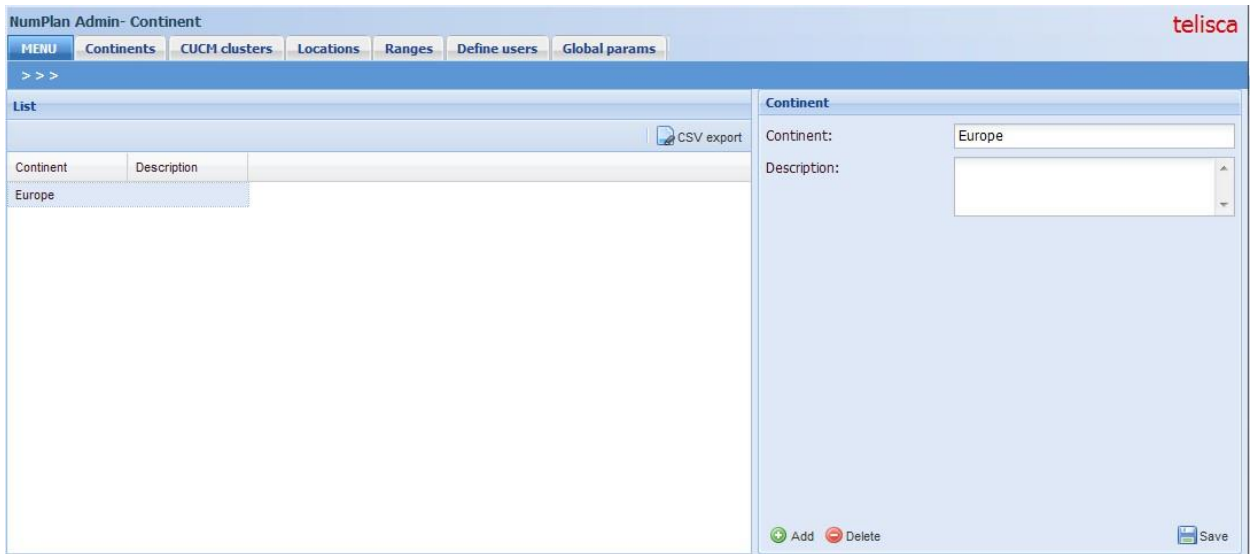 NumPlan Admin- Continent
telisca
MENU Continents CUCM clusters Locations Ranges Define users Global params
> > >
List
CSV export
Continent Description
Europe
Continent
Continent: Europe
Description:
Add Delete Save